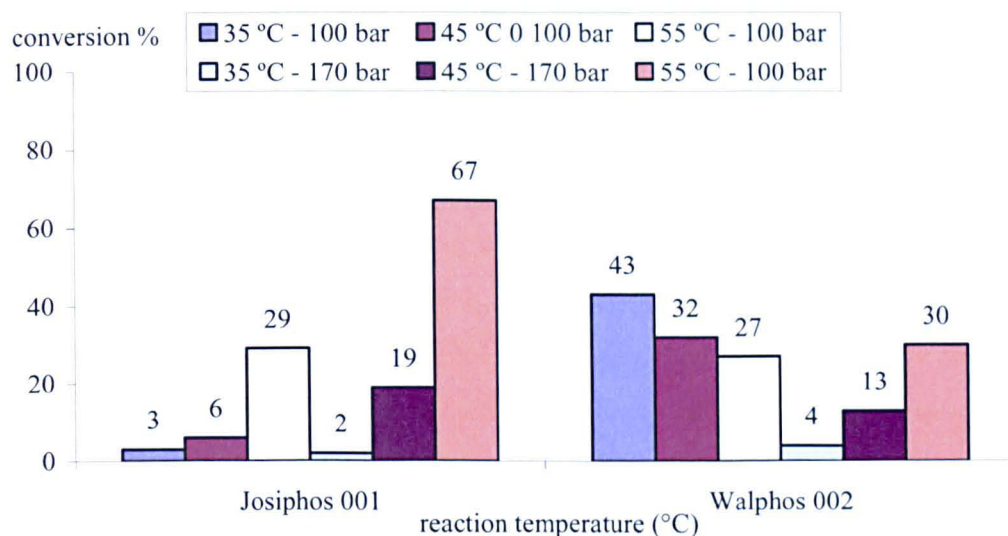 conversion %
35 ºC - 100 bar 45 ºC 0 100 bar 55 ºC - 100 bar
35 ºC - 170 bar 45 ºC - 170 bar 55 ºC - 100 bar
100
80
60
40
20
0
3 6 29 2 19 67
43 32 27 4 13 30
Josiphos 001 Walphos 002
reaction temperature (°C)